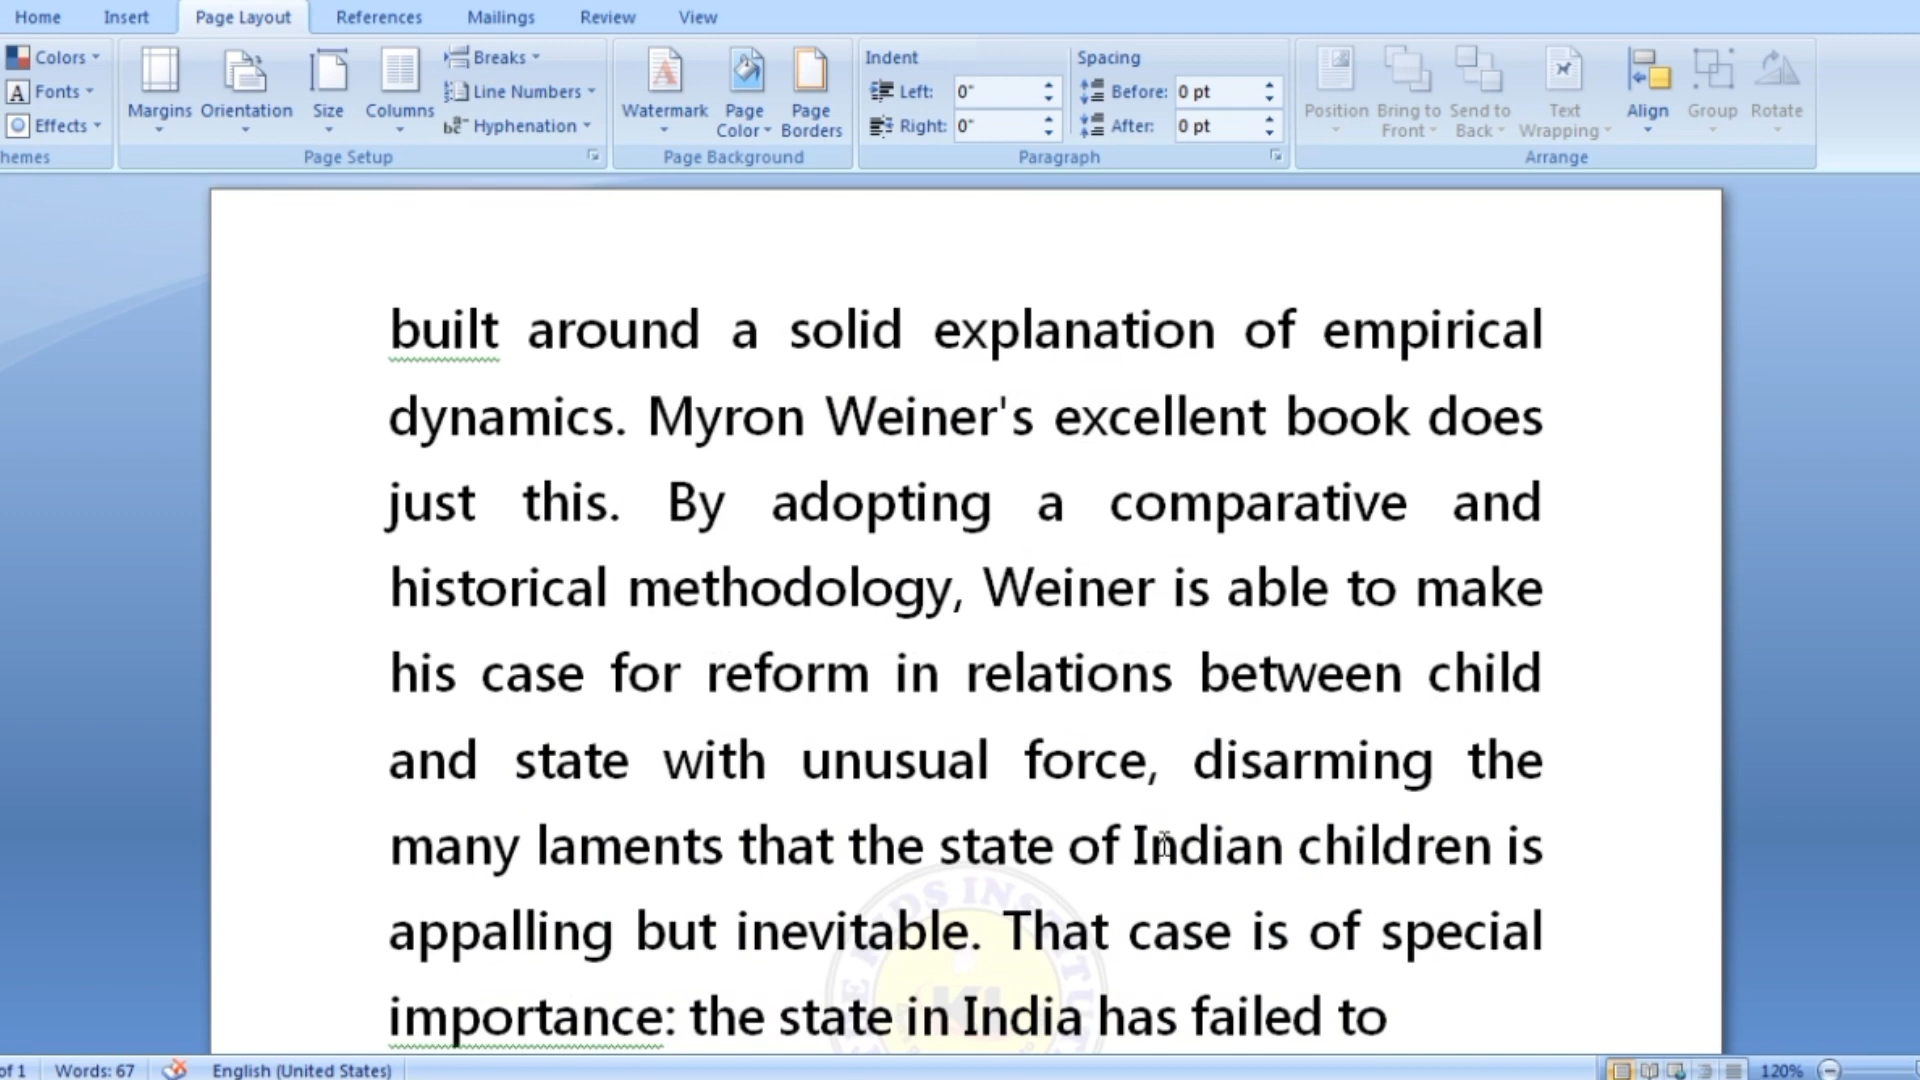 Home Insert Page Layout References Mailings Review View
Colors Breaks Indent Spacing
Fonts Line Numbers Left: 0" Before: 0 pt
Margins Orientation Size Columns Watermark Page Color Page Borders Position Bring to Front Send to Back Text Wrapping Align Group Rotate
Effects Hyphenation Right: 0" After: 0 pt
hemes Page Setup Page Background Paragraph Arrange
built around a solid explanation of empirical
dynamics. Myron Weiner's excellent book does
just this. By adopting a comparative and
historical methodology, Weiner is able to make
his case for reform in relations between child
and state with unusual force, disarming the
many laments that the state of Indian children is
appalling but inevitable. That case is of special
importance: the state in India has failed to
of 1 Words: 67 English (United States) 120%